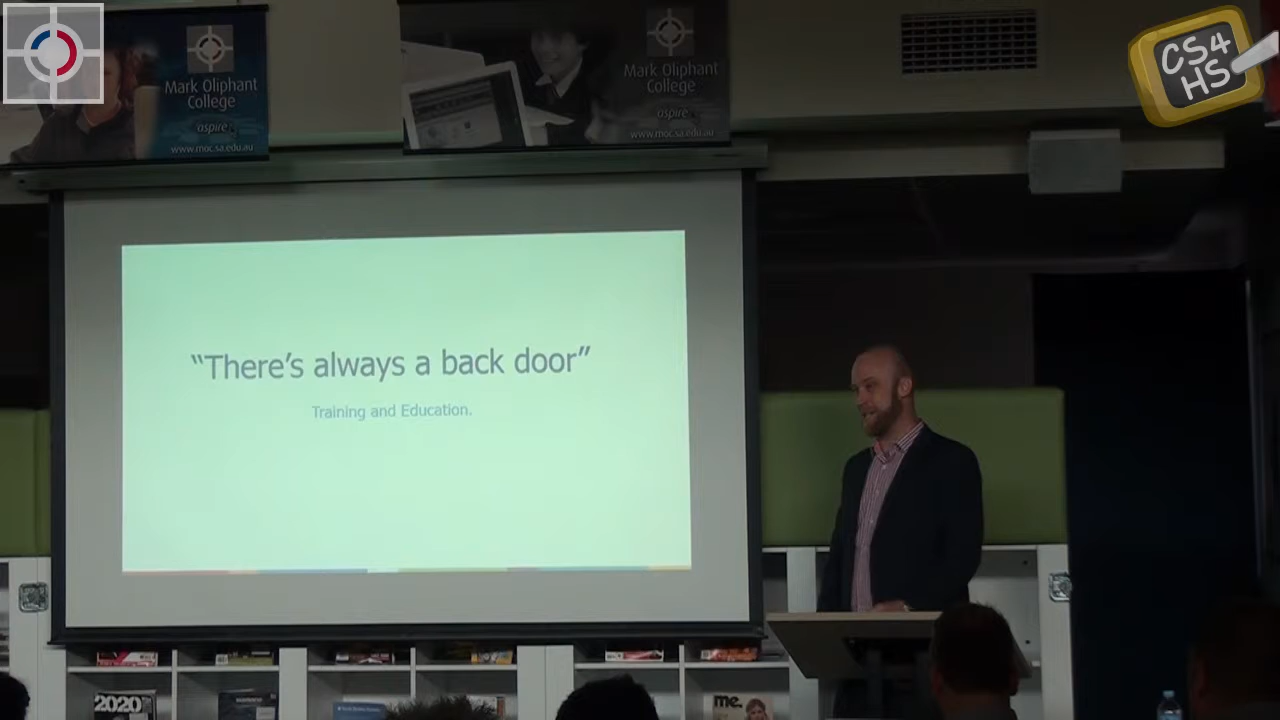 Mark Oliphant
College
aspire
www.moc.sa.edu.au
Mark Oliphant
College
aspire
www.moc.sa.edu.au
CS4
HS
“There’s always a back door”
Training and Education.
2020
me.